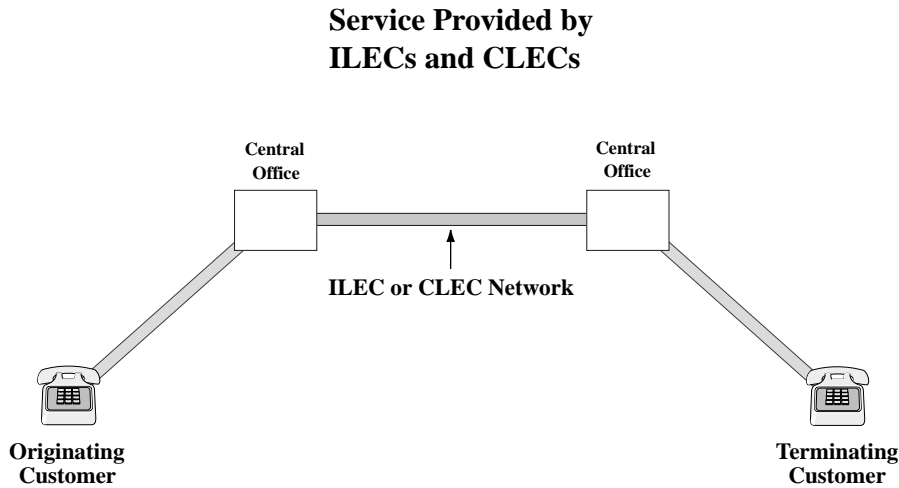 Service Provided by
ILECs and CLECs
Central
Office
Central
Office
ILEC or CLEC Network
Originating
Customer
Terminating
Customer